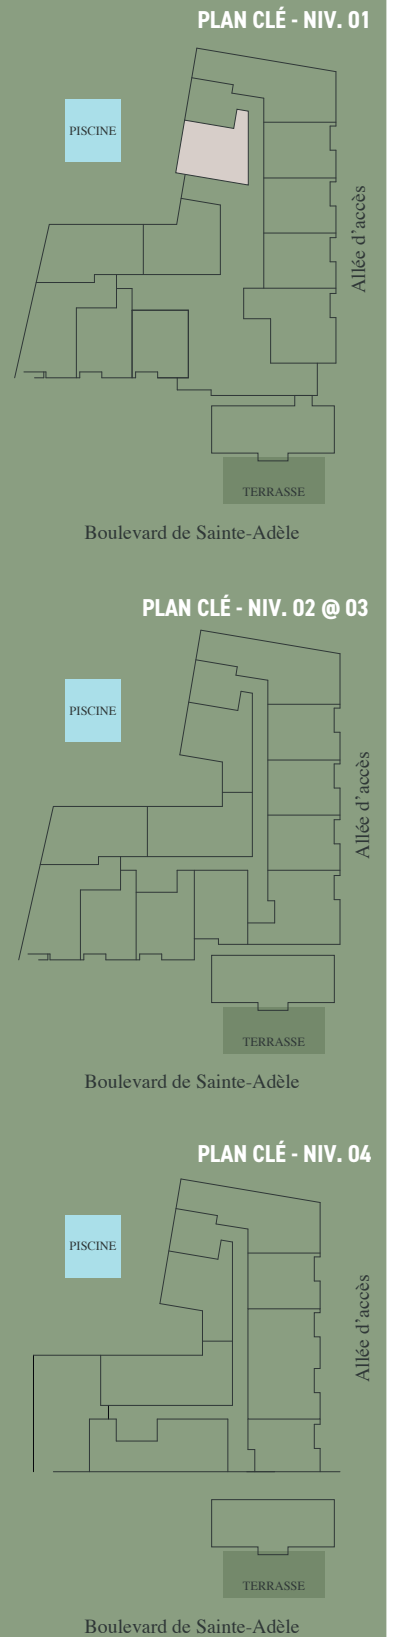 PLAN CLÉ - NIV. 01
PISCINE
Allée d'accès
TERRASSE
Boulevard de Sainte-Adèle
PLAN CLÉ - NIV. 02 @ 03
PISCINE
Allée d'accès
TERRASSE
Boulevard de Sainte-Adèle
PLAN CLÉ - NIV. 04
PISCINE
Allée d'accès
TERRASSE
Boulevard de Sainte-Adèle